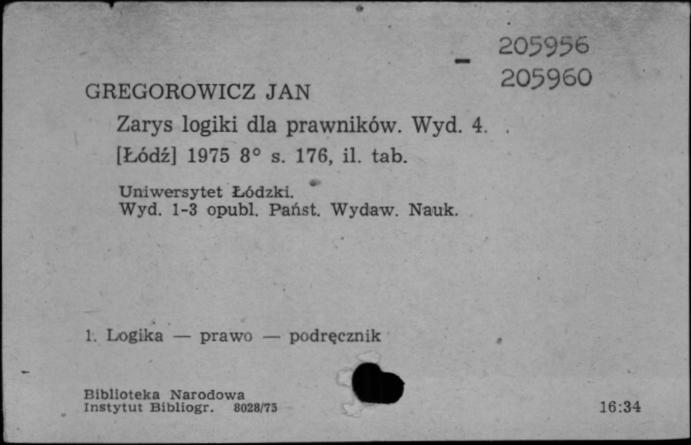 205956
-
205960
GREGOROWICZ JAN
Zarys logiki dla prawników. Wyd. 4.
[Łódź] 1975 8° s. 176, il. tab.
Uniwersytet Łódzki.
Wyd. 1-3 opubl. Państ. Wydaw. Nauk.
1. Logika — prawo — podręcznik
Biblioteka Narodowa
Instytut Bibliogr. 8028/75
16:34